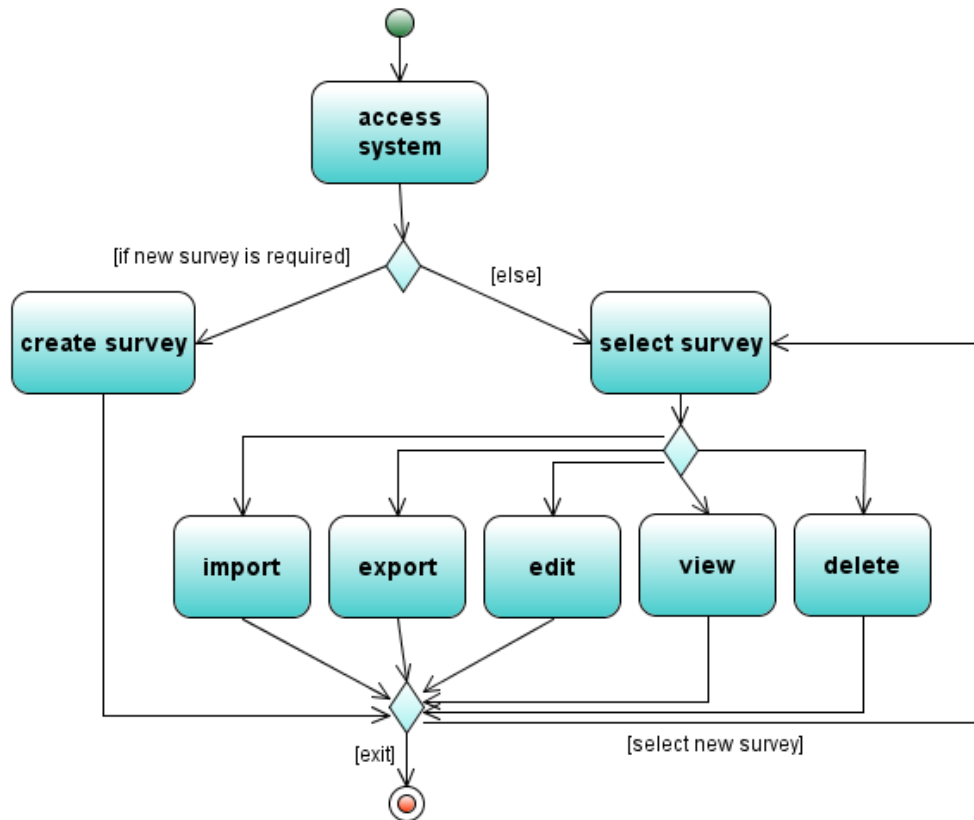 access
system
[if new survey is required]
[else]
create survey
select survey
import
export
edit
view
delete
[exit]
[select new survey]